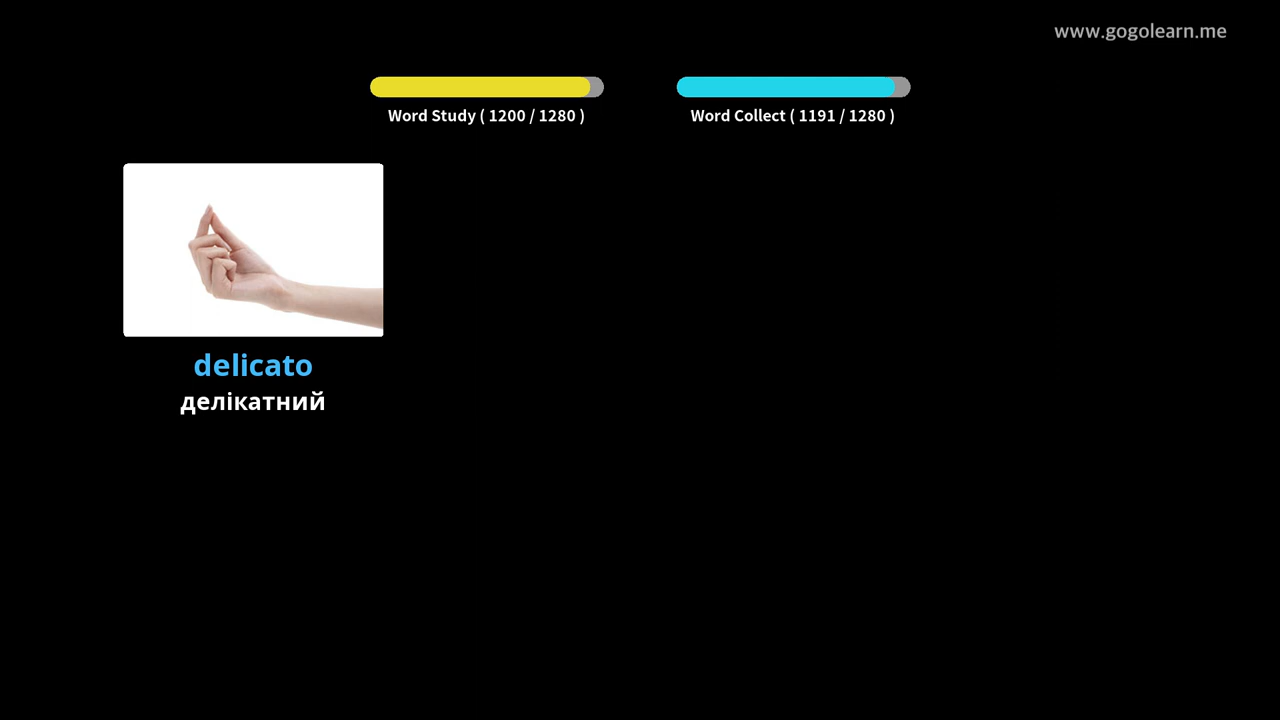 www.gogolearn.me
Word Study ( 1200 / 1280 )
Word Collect ( 1191 / 1280 )
delicato
делікатний